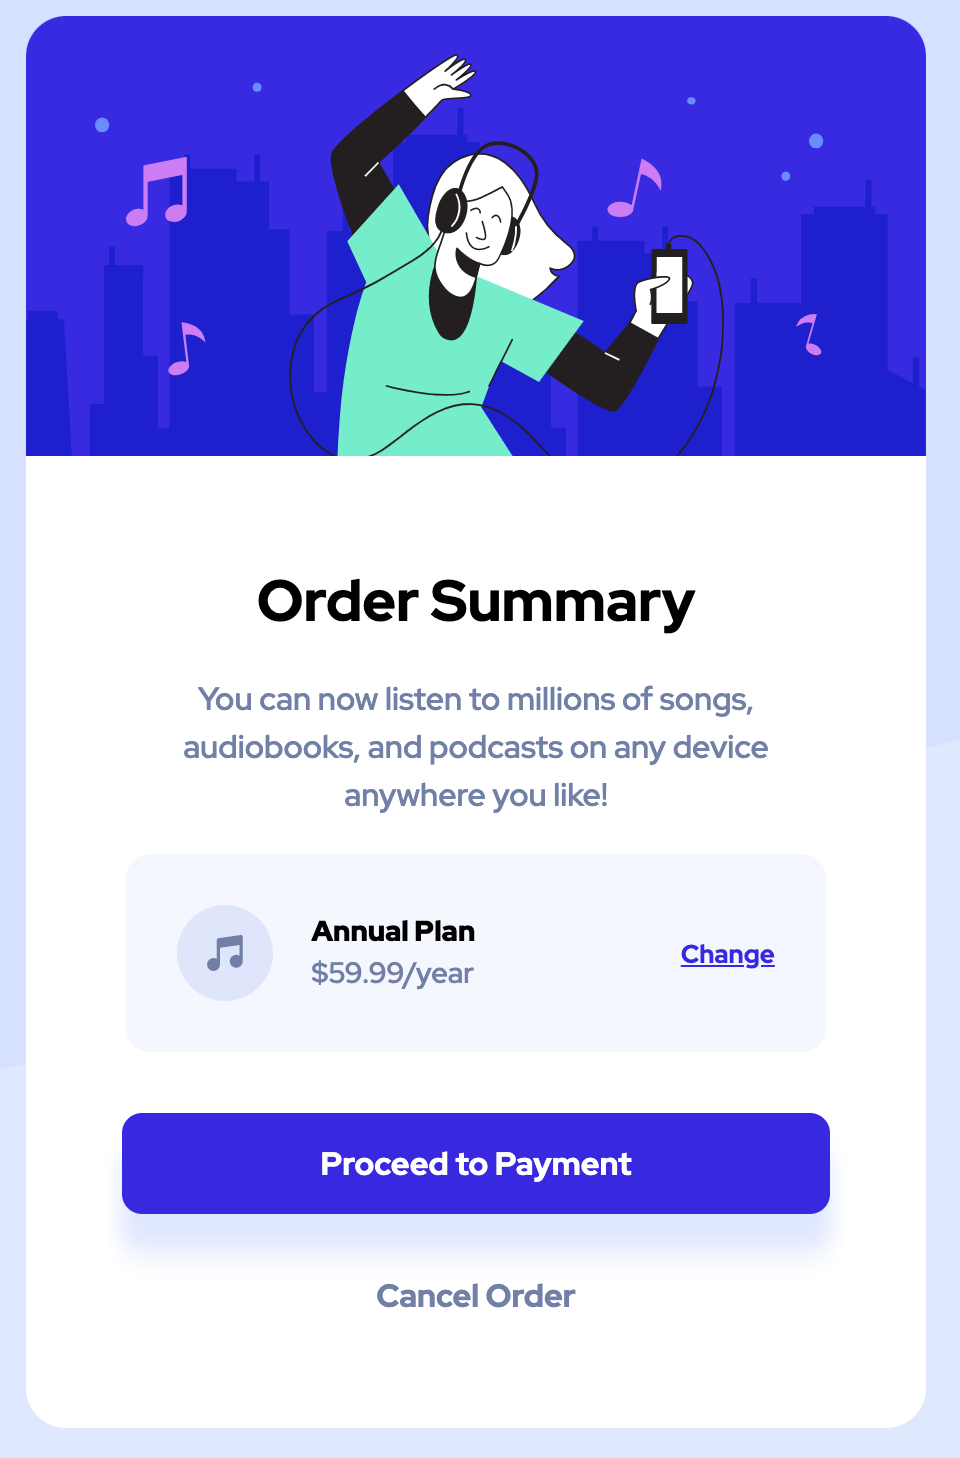 Order Summary
You can now listen to millions of songs,
audiobooks, and podcasts on any device
anywhere you like!
Annual Plan
$59.99/year
Change
Proceed to Payment
Cancel Order